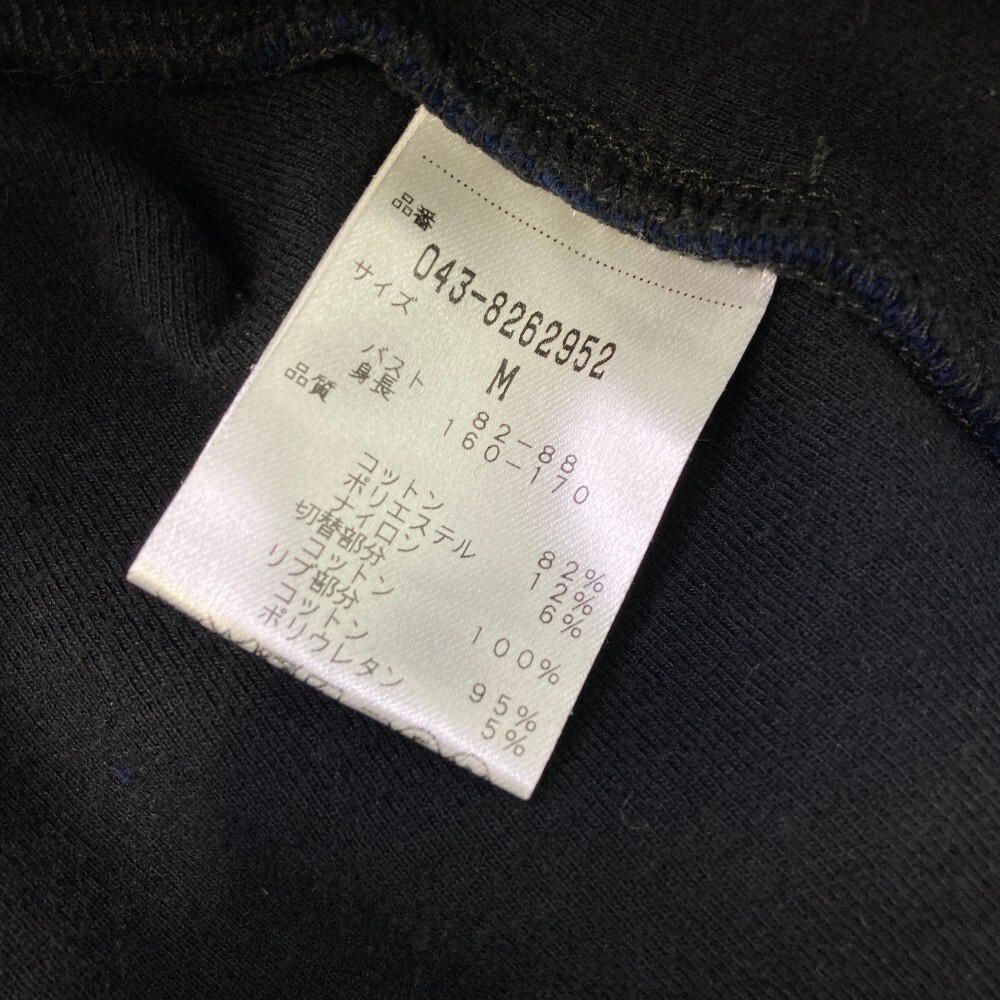 品番
043-8262952
サイズ M
バスト 82-88
身長 160-170
品質
コットン 82%
ポリエステル 12%
ナイロン 6%
切替部分
コットン 100%
リブ部分
コットン 95%
ポリウレタン 5%